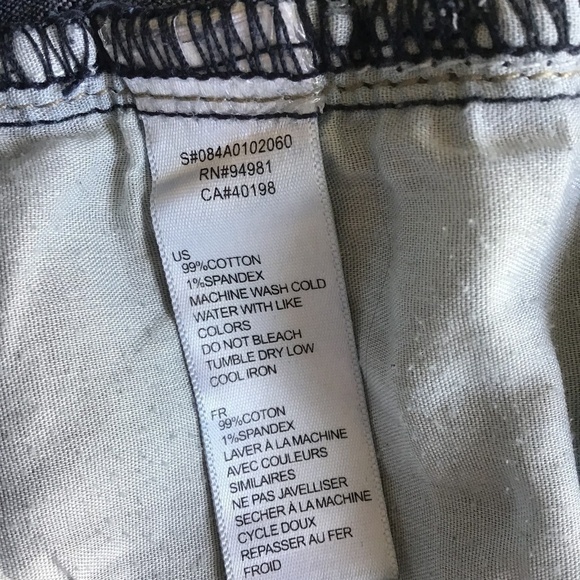 S#084A0102060
RN#94981
CA#40198
US
99%COTTON
1%SPANDEX
MACHINE WASH COLD
WATER WITH LIKE
COLORS
DO NOT BLEACH
TUMBLE DRY LOW
COOL IRON
FR
99%COTON
1%SPANDEX
LAVER À LA MACHINE
AVEC COULEURS
SIMILAIRES
NE PAS JAVELLISER
SECHER À LA MACHINE
CYCLE DOUX
REPASSER AU FER
FROID